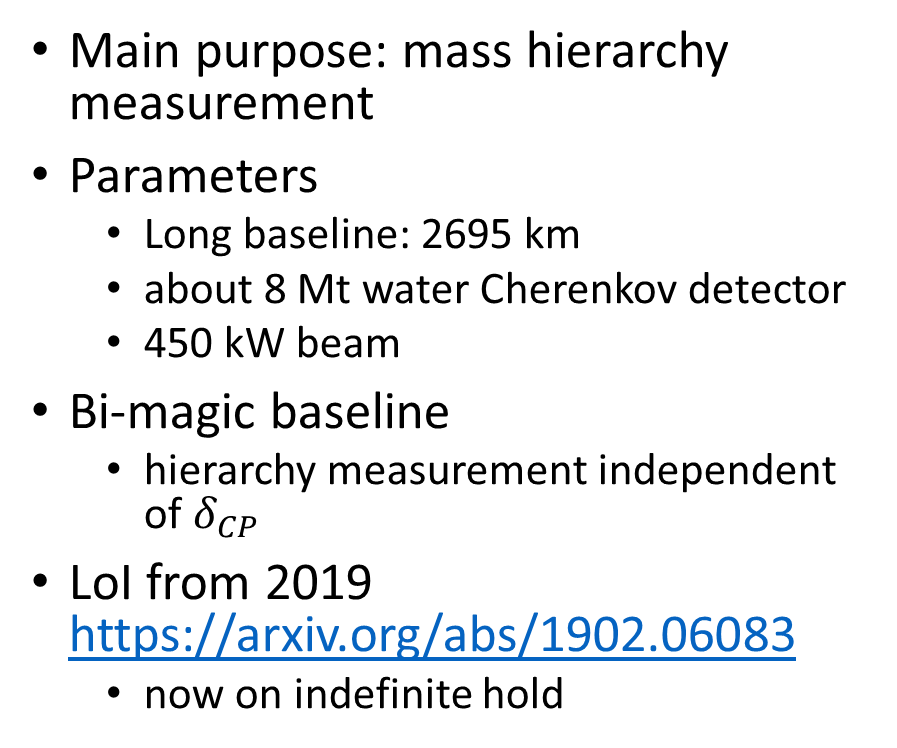 • Main purpose: mass hierarchy
measurement
• Parameters
• Long baseline: 2695 km
• about 8 Mt water Cherenkov detector
• 450 kW beam
• Bi-magic baseline
• hierarchy measurement independent
of δ_CP
• LoI from 2019
https://arxiv.org/abs/1902.06083
• now on indefinite hold